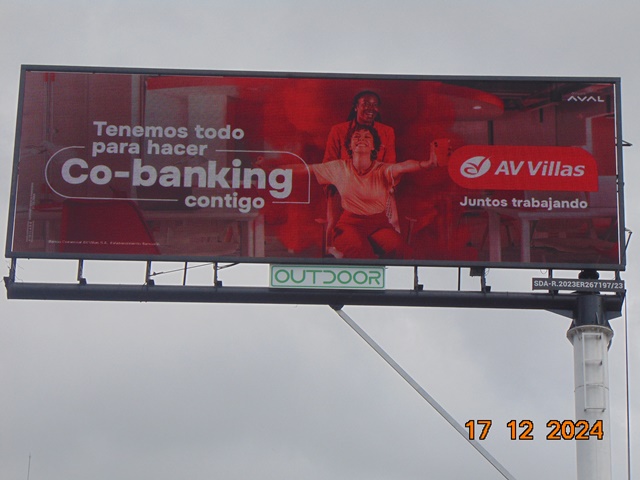 AVAL
Tenemos todo
para hacer
Co-banking
contigo
AV Villas
Juntos trabajando
OUTDOOR
SDA-R.2023ER267197/23
17 12 2024